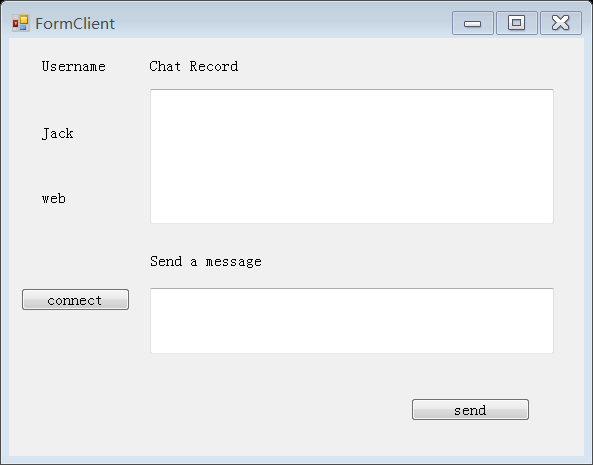 FormClient
Username
Chat Record
Jack
web
Send a message
connect
send